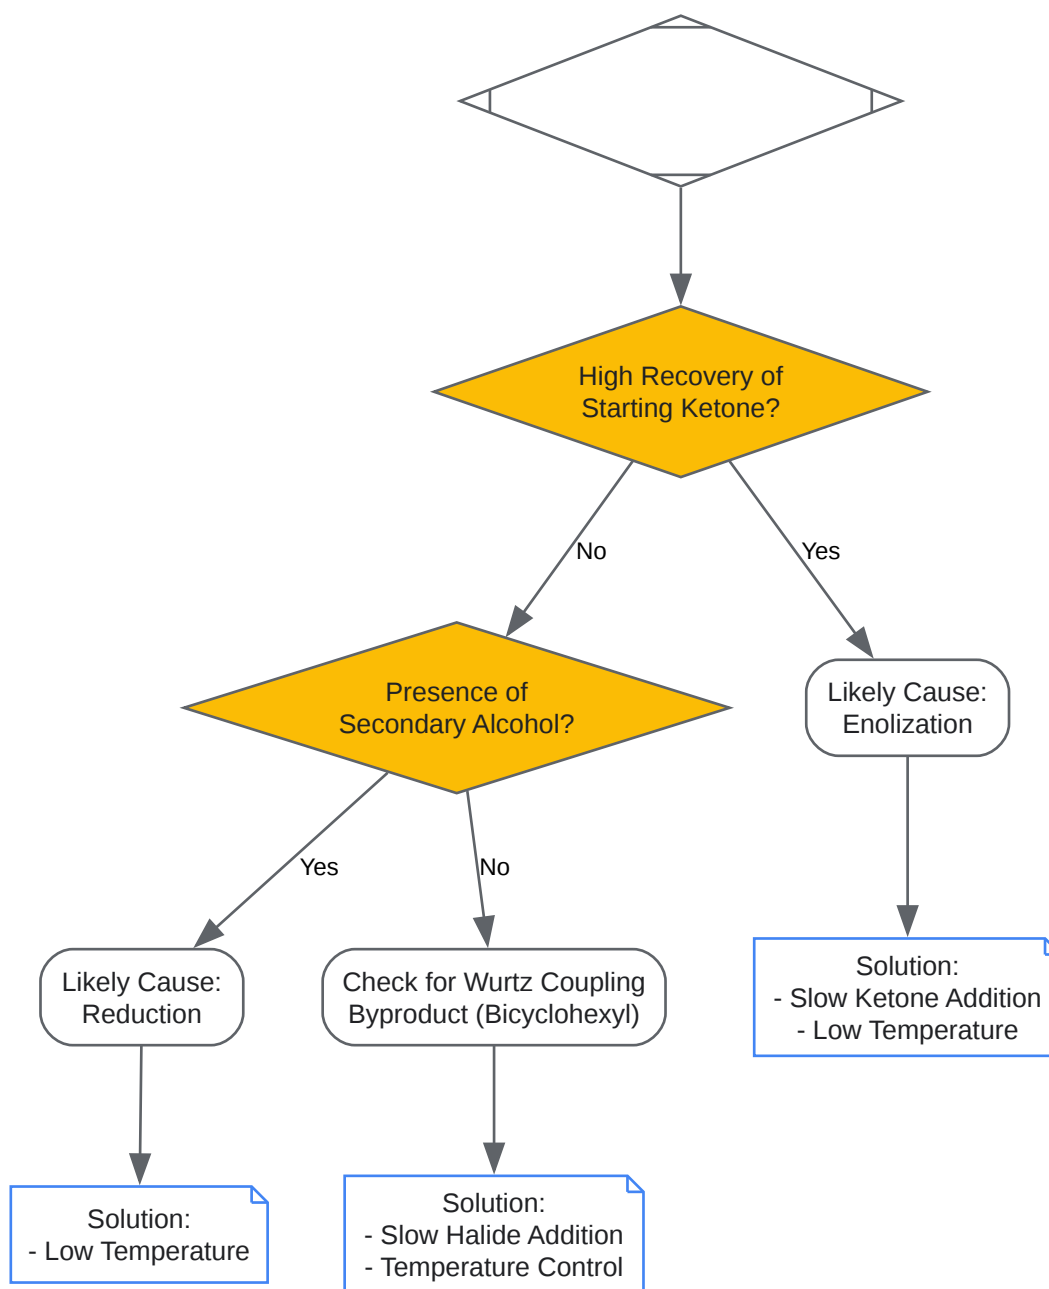 High Recovery of
Starting Ketone?
No
Yes
Presence of
Secondary Alcohol?
Likely Cause:
Enolization
Yes
No
Likely Cause:
Reduction
Check for Wurtz Coupling
Byproduct (Bicyclohexyl)
Solution:
- Slow Ketone Addition
- Low Temperature
Solution:
- Low Temperature
Solution:
- Slow Halide Addition
- Temperature Control